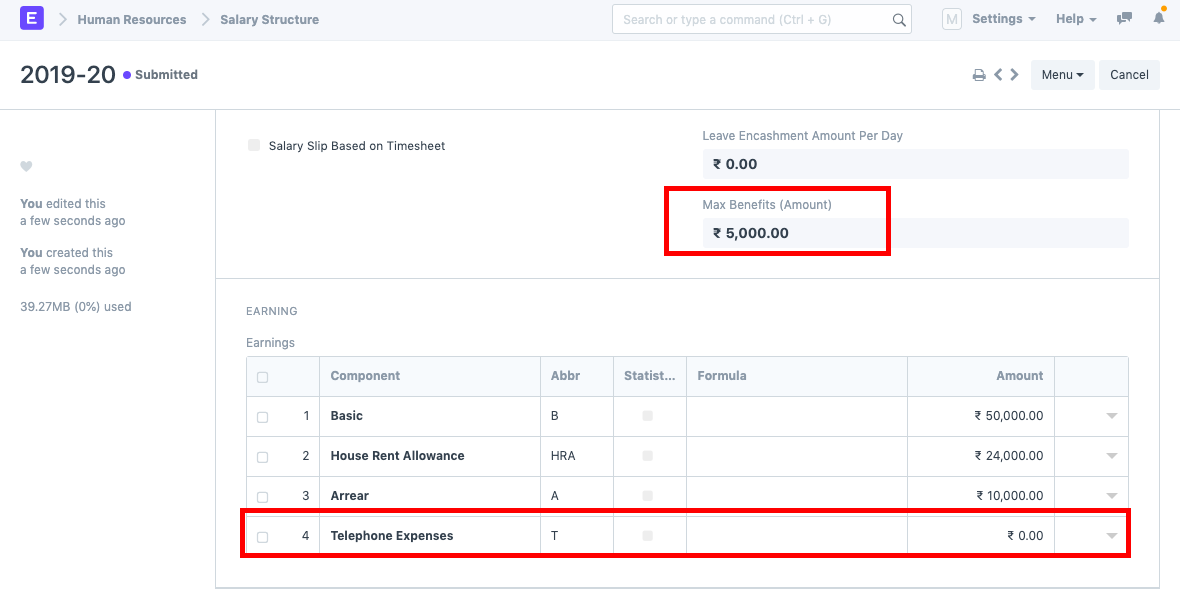 E Human Resources Salary Structure Search or type a command (Ctrl + G) M Settings Help
2019-20 Submitted Menu Cancel
Salary Slip Based on Timesheet
Leave Encashment Amount Per Day
₹ 0.00
Max Benefits (Amount)
₹ 5,000.00
You edited this
a few seconds ago
You created this
a few seconds ago
39.27MB (0%) used
EARNING
Earnings
Component Abbr Statist... Formula Amount
1 Basic B ₹ 50,000.00
2 House Rent Allowance HRA ₹ 24,000.00
3 Arrear A ₹ 10,000.00
4 Telephone Expenses T ₹ 0.00